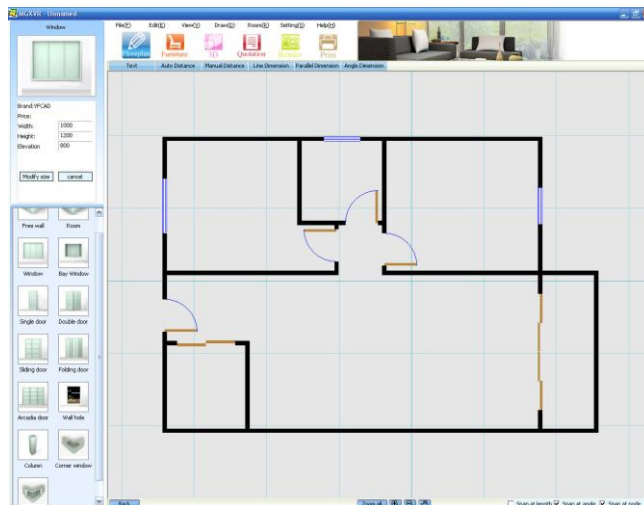 MGXVR - Unnamed
Window
File(F) Edit(E) View(V) Draw(D) Room(R) Setting(S) Help(H)
Floorplan Furniture 3D Quotation Render Print
Text Auto Distance Manual Distance Line Dimension Parallel Dimension Angle Dimension
Brand:YFCAD
Price:
Width: 1000
Height: 1200
Elevation 800
Modify size cancel
Free wall Room
Window Bay Window
Single door Double door
Sliding door Folding door
Arcadia door Wall hole
Column Corner window
Back Zoom all Snap at length Snap at angle Snap at node